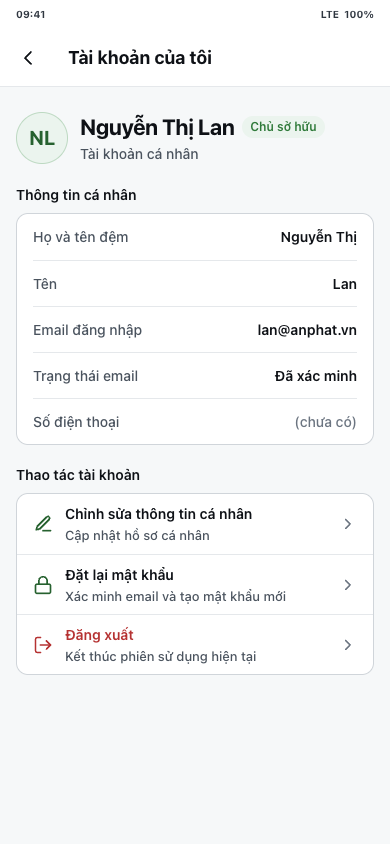 09:41
LTE 100%
Tài khoản của tôi
NL
Nguyễn Thị Lan
Chủ sở hữu
Tài khoản cá nhân
Thông tin cá nhân
Họ và tên đệm
Nguyễn Thị
Tên
Lan
Email đăng nhập
lan@anphat.vn
Trạng thái email
Đã xác minh
Số điện thoại
(chưa có)
Thao tác tài khoản
Chỉnh sửa thông tin cá nhân
Cập nhật hồ sơ cá nhân
Đặt lại mật khẩu
Xác minh email và tạo mật khẩu mới
Đăng xuất
Kết thúc phiên sử dụng hiện tại